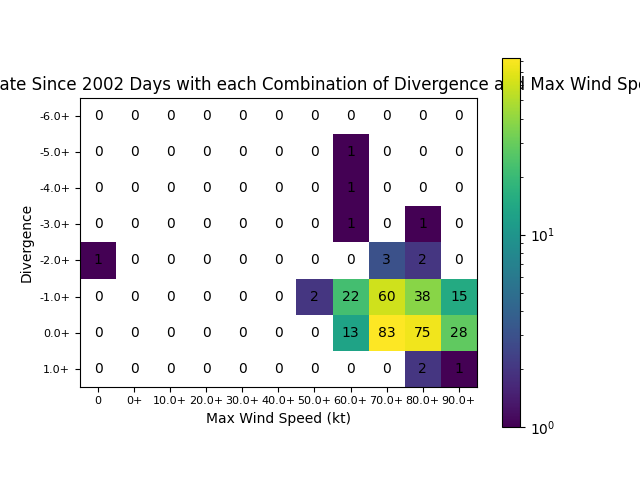 ate Since 2002 Days with each Combination of Divergence and Max Wind Spe
-6.0+ 0 0 0 0 0 0 0 0 0 0 0
-5.0+ 0 0 0 0 0 0 0 1 0 0 0
-4.0+ 0 0 0 0 0 0 0 1 0 0 0
-3.0+ 0 0 0 0 0 0 0 1 0 1 0
-2.0+ 1 0 0 0 0 0 0 0 3 2 0
-1.0+ 0 0 0 0 0 0 2 22 60 38 15
0.0+ 0 0 0 0 0 0 0 13 83 75 28
1.0+ 0 0 0 0 0 0 0 0 0 2 1
0 0+ 10.0+ 20.0+ 30.0+ 40.0+ 50.0+ 60.0+ 70.0+ 80.0+ 90.0+
Max Wind Speed (kt)
Divergence
10¹
10⁰